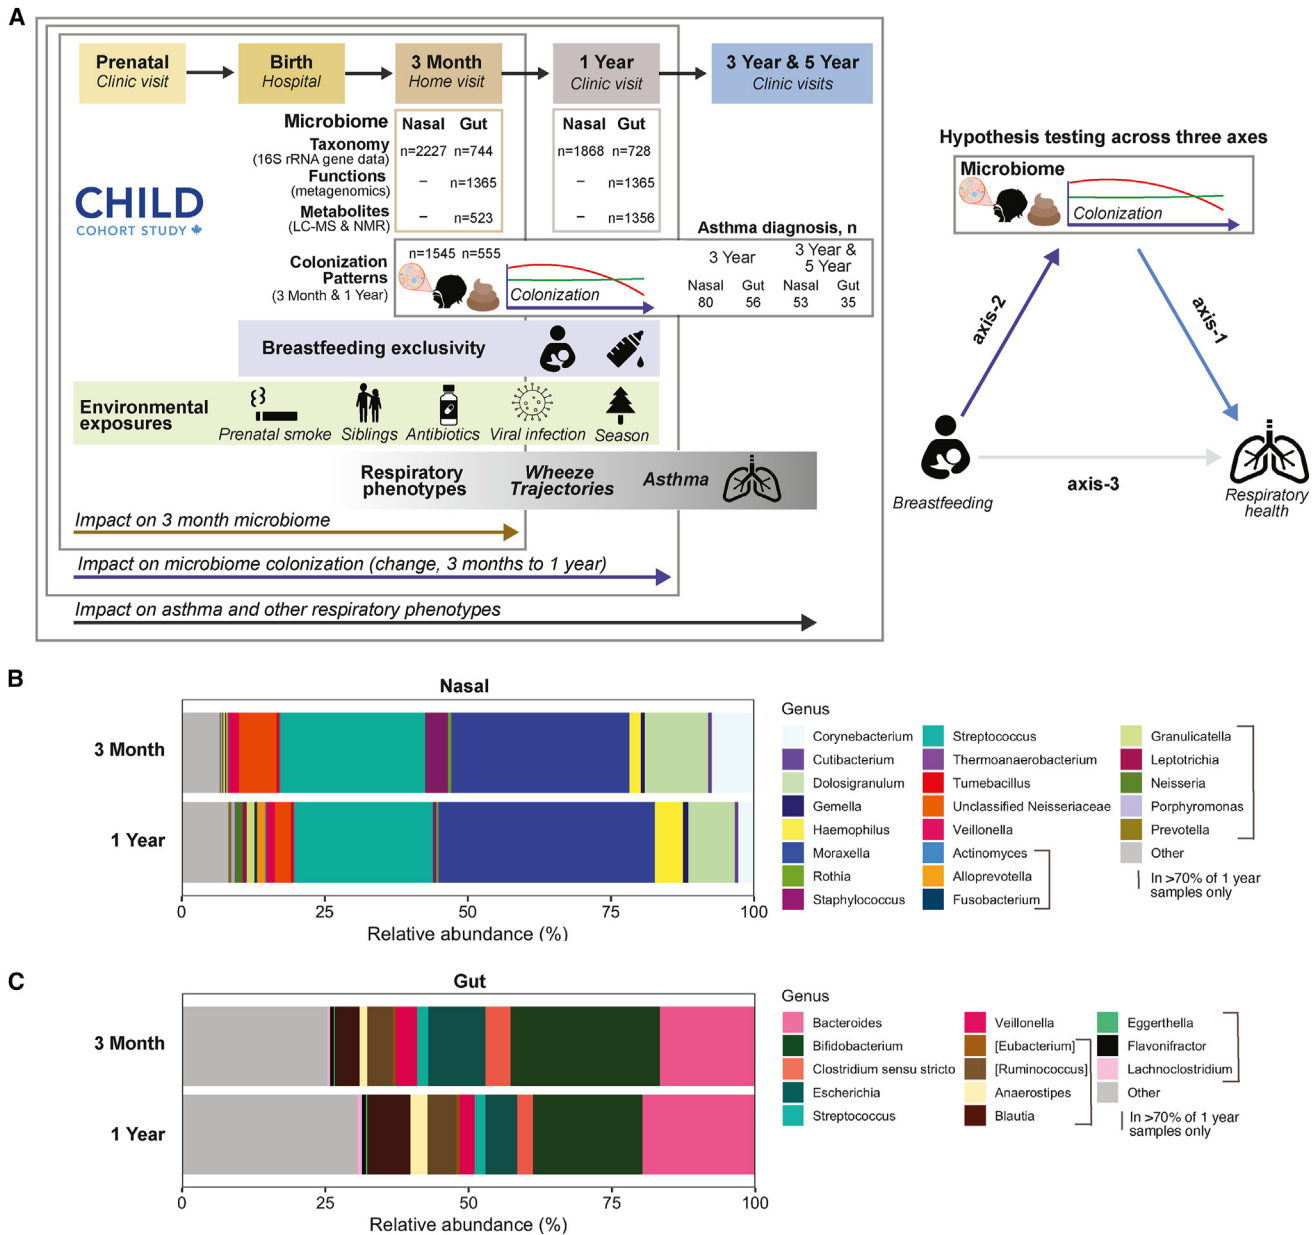 A
Prenatal
Clinic visit
Birth
Hospital
3 Month
Home visit
1 Year
Clinic visit
3 Year & 5 Year
Clinic visits
Microbiome
Nasal Gut
Nasal Gut
Taxonomy
(16S rRNA gene data)
n=2227 n=744
n=1868 n=728
Functions
(metagenomics)
– n=1365
– n=1365
Metabolites
(LC-MS & NMR)
– n=523
– n=1356
CHILD
COHORT STUDY
Colonization
Patterns
(3 Month & 1 Year)
n=1545 n=555
Colonization
Asthma diagnosis, n
3 Year
3 Year &
5 Year
Nasal Gut Nasal Gut
80 56 53 35
Breastfeeding exclusivity
Environmental
exposures
Prenatal smoke Siblings Antibiotics Viral infection Season
Respiratory
phenotypes
Wheeze
Trajectories
Asthma
Impact on 3 month microbiome
Impact on microbiome colonization (change, 3 months to 1 year)
Impact on asthma and other respiratory phenotypes
Hypothesis testing across three axes
Microbiome
Colonization
axis-2
axis-1
axis-3
Breastfeeding
Respiratory
health
B
Nasal
3 Month
1 Year
0 25 50 75 100
Relative abundance (%)
Genus
Corynebacterium
Cutibacterium
Dolosigranulum
Gemella
Haemophilus
Moraxella
Rothia
Staphylococcus
Streptococcus
Thermoanaerobacterium
Tumebacillus
Unclassified Neisseriaceae
Veillonella
Actinomyces
Alloprevotella
Fusobacterium
Granulicatella
Leptotrichia
Neisseria
Porphyromonas
Prevotella
Other
In >70% of 1 year
samples only
C
Gut
3 Month
1 Year
0 25 50 75 100
Relative abundance (%)
Genus
Bacteroides
Bifidobacterium
Clostridium sensu stricto
Escherichia
Streptococcus
Veillonella
[Eubacterium]
[Ruminococcus]
Anaerostipes
Blautia
Eggerthella
Flavonifractor
Lachnoclostridium
Other
In >70% of 1 year
samples only